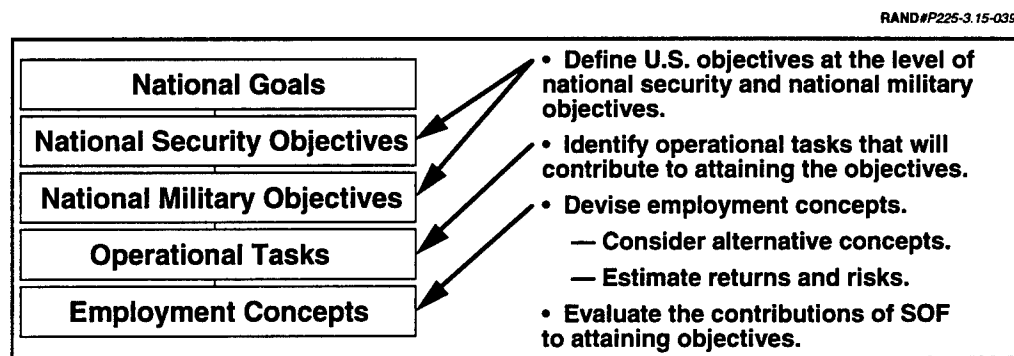 RAND#P225-3.15-039
National Goals
National Security Objectives
National Military Objectives
Operational Tasks
Employment Concepts
• Define U.S. objectives at the level of
national security and national military
objectives.
• Identify operational tasks that will
contribute to attaining the objectives.
• Devise employment concepts.
— Consider alternative concepts.
— Estimate returns and risks.
• Evaluate the contributions of SOF
to attaining objectives.